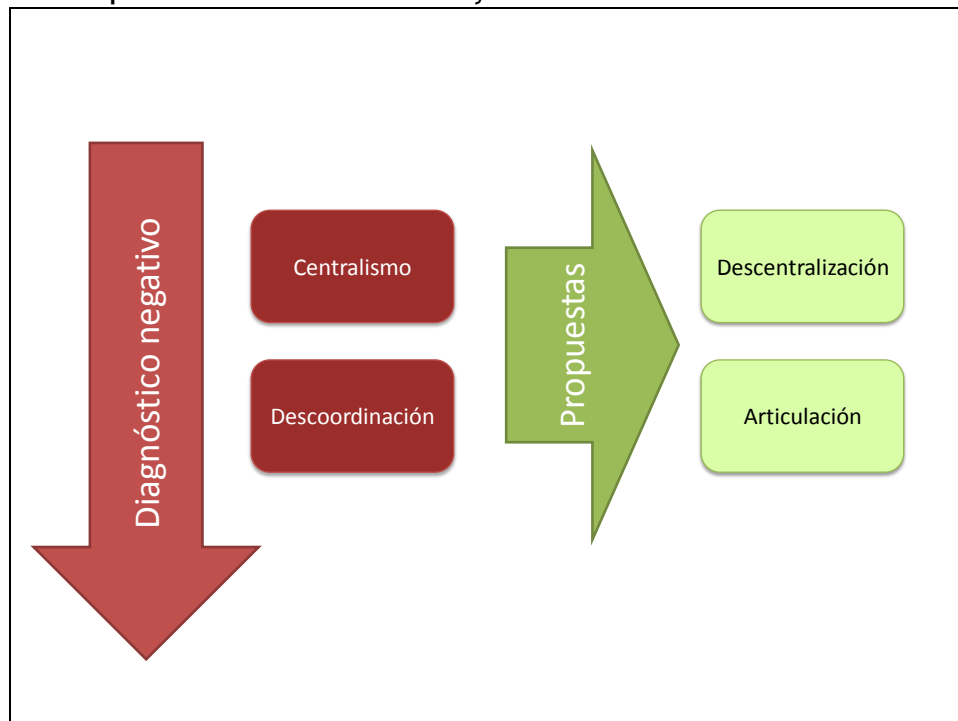 Diagnóstico negativo
Centralismo
Descoordinación
Propuestas
Descentralización
Articulación